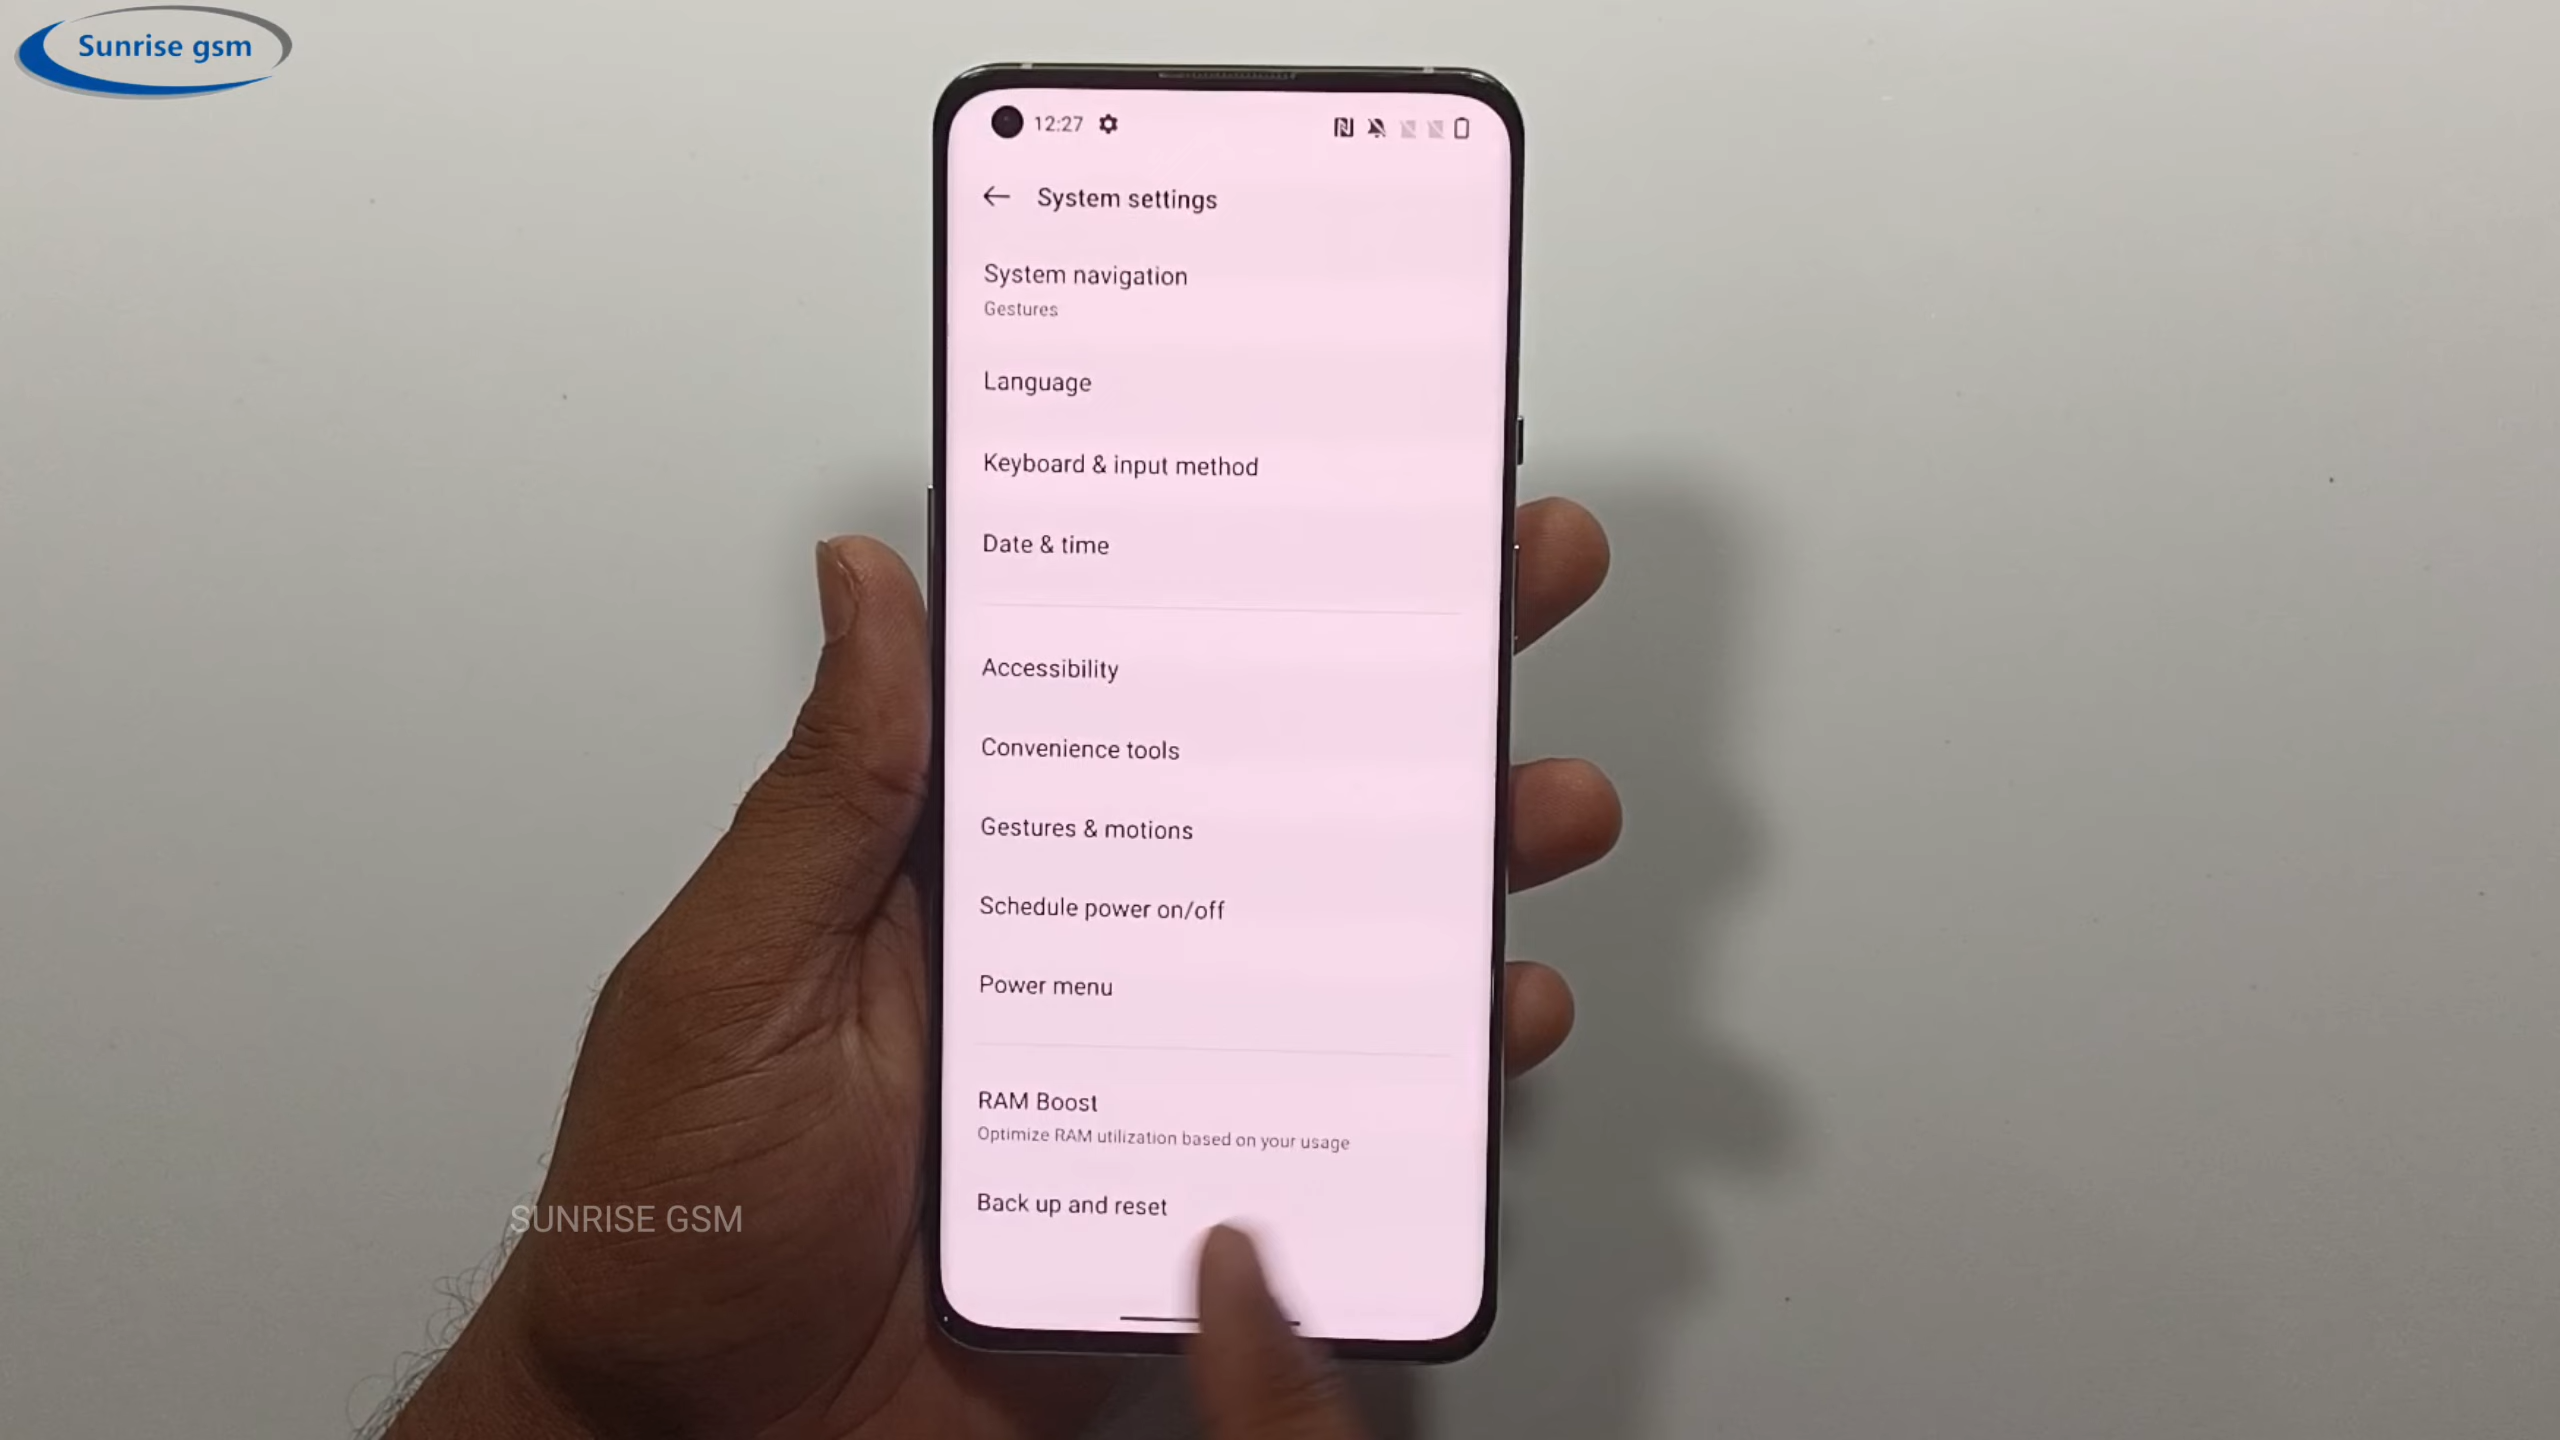 Sunrise gsm
12:27
System settings
System navigation
Gestures
Language
Keyboard & input method
Date & time
Accessibility
Convenience tools
Gestures & motions
Schedule power on/off
Power menu
RAM Boost
Optimize RAM utilization based on your usage
Back up and reset
SUNRISE GSM